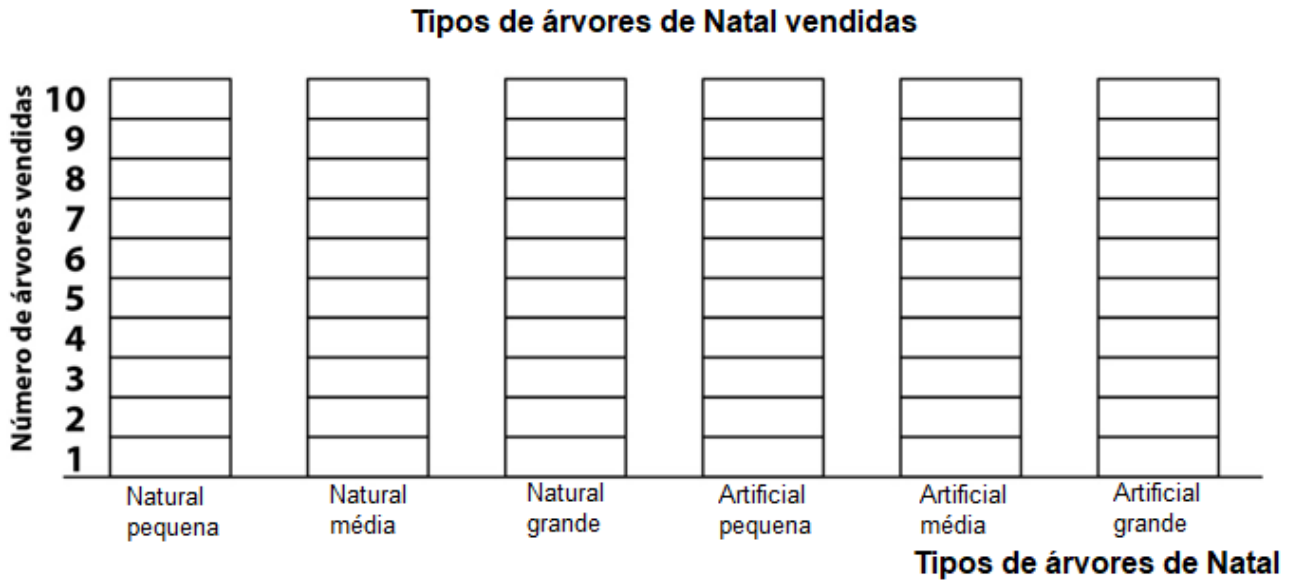 Tipos de árvores de Natal vendidas
Número de árvores vendidas
10
9
8
7
6
5
4
3
2
1
Natural
pequena
Natural
média
Natural
grande
Artificial
pequena
Artificial
média
Artificial
grande
Tipos de árvores de Natal